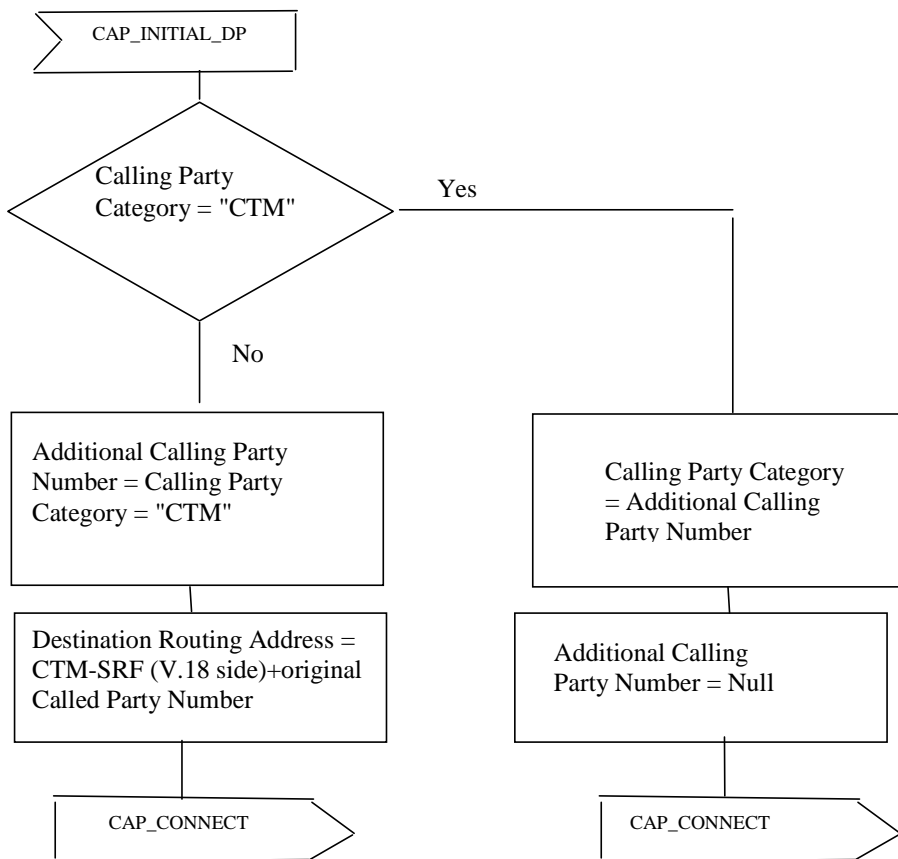 CAP_INITIAL_DP
Calling Party
Category = "CTM"
Yes
No
Additional Calling Party
Number = Calling Party
Category = "CTM"
Calling Party Category
= Additional Calling
Party Number
Destination Routing Address =
CTM-SRF (V.18 side)+original
Called Party Number
Additional Calling
Party Number = Null
CAP_CONNECT
CAP_CONNECT